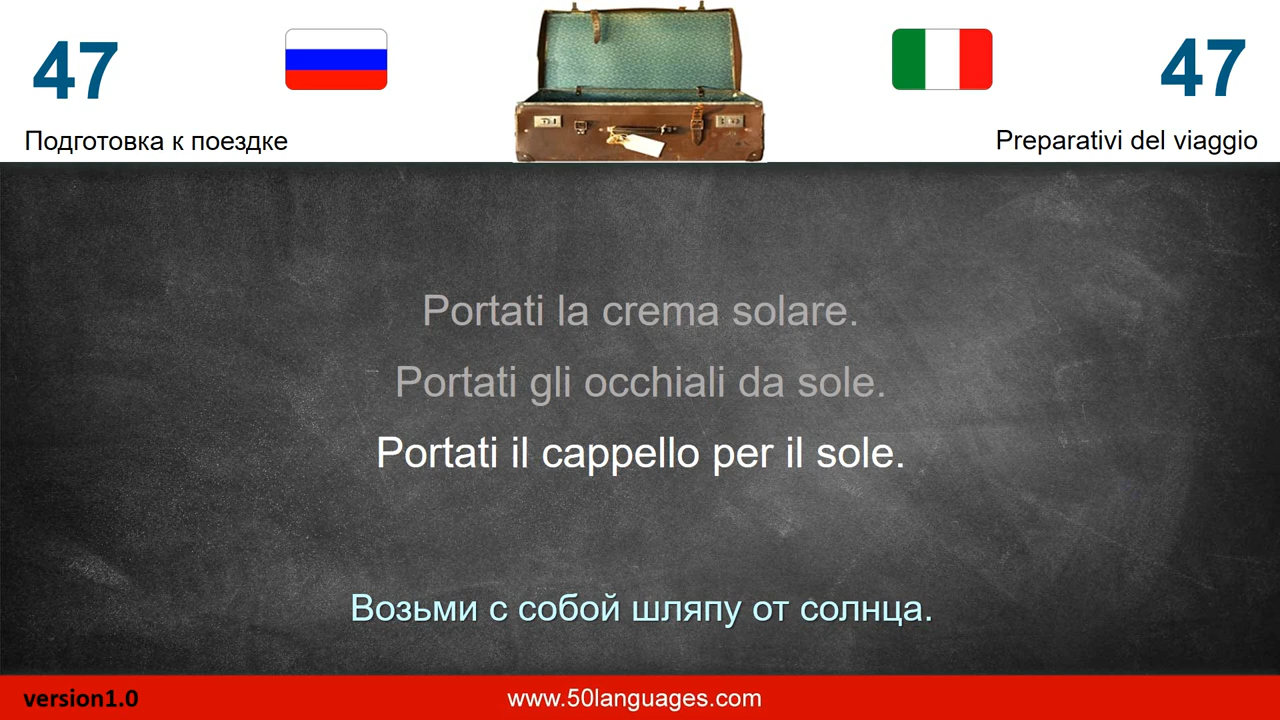 47
47
Подготовка к поездке
Preparativi del viaggio
Portati la crema solare.
Portati gli occhiali da sole.
Portati il cappello per il sole.
Возьми с собой шляпу от солнца.
version1.0
www.50languages.com